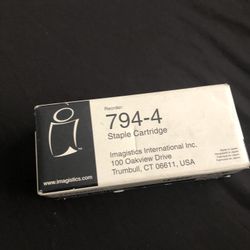 Reorder:
794-4
Staple Cartridge
Imagistics International Inc.
100 Oakview Drive
Trumbull, CT 06611, USA
www.imagistics.com